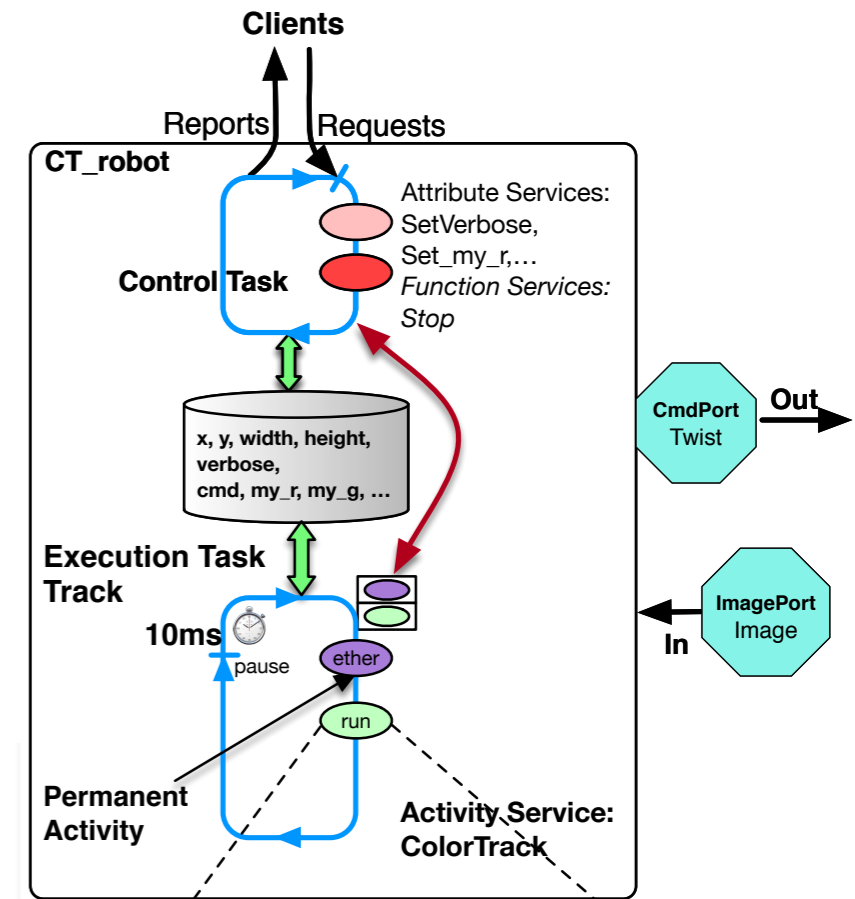 Clients
Reports
Requests
CT_robot
Attribute Services:
SetVerbose,
Set_my_r,...
Function Services:
Stop
Control Task
x, y, width, height,
verbose,
cmd, my_r, my_g, ...
CmdPort
Twist
Out
Execution Task
Track
10ms
pause
ether
run
ImagePort
Image
In
Permanent
Activity
Activity Service:
ColorTrack